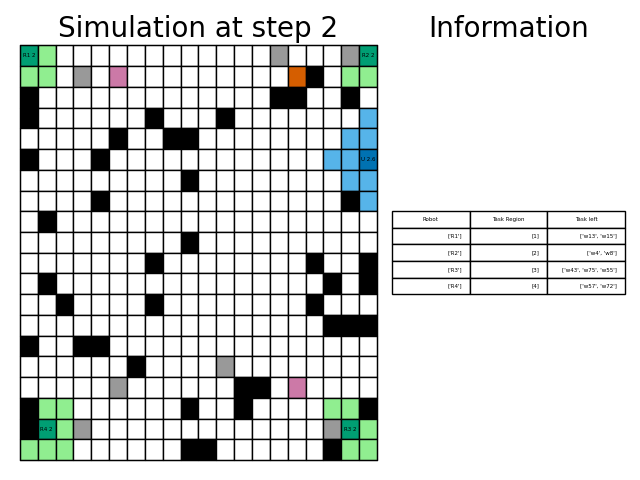 Simulation at step 2
Information
R1 2
R2 2
U 2.6
R4 2
R3 2
Robot Task Region Task left
['R1'] [1] ['w13', 'w15']
['R2'] [2] ['w4', 'w8']
['R3'] [3] ['w43', 'w75', 'w55']
['R4'] [4] ['w57', 'w72']